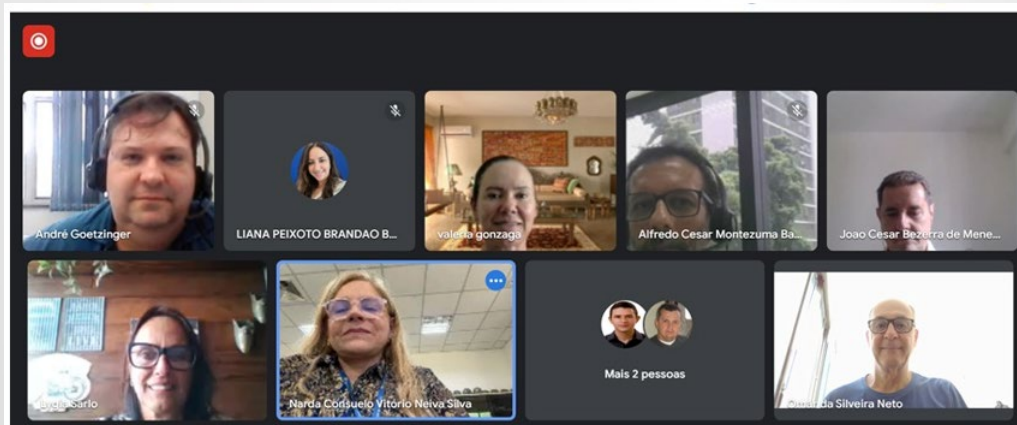 André Goetzinger
LIANA PEIXOTO BRANDAO B...
valeria gonzaga
Alfredo Cesar Montezuma Ba...
Joao Cesar Bezerra de Mene...
Sarlo
Narda Consuelo Vitório Neiva Silva
Mais 2 pessoas
Silveira Neto